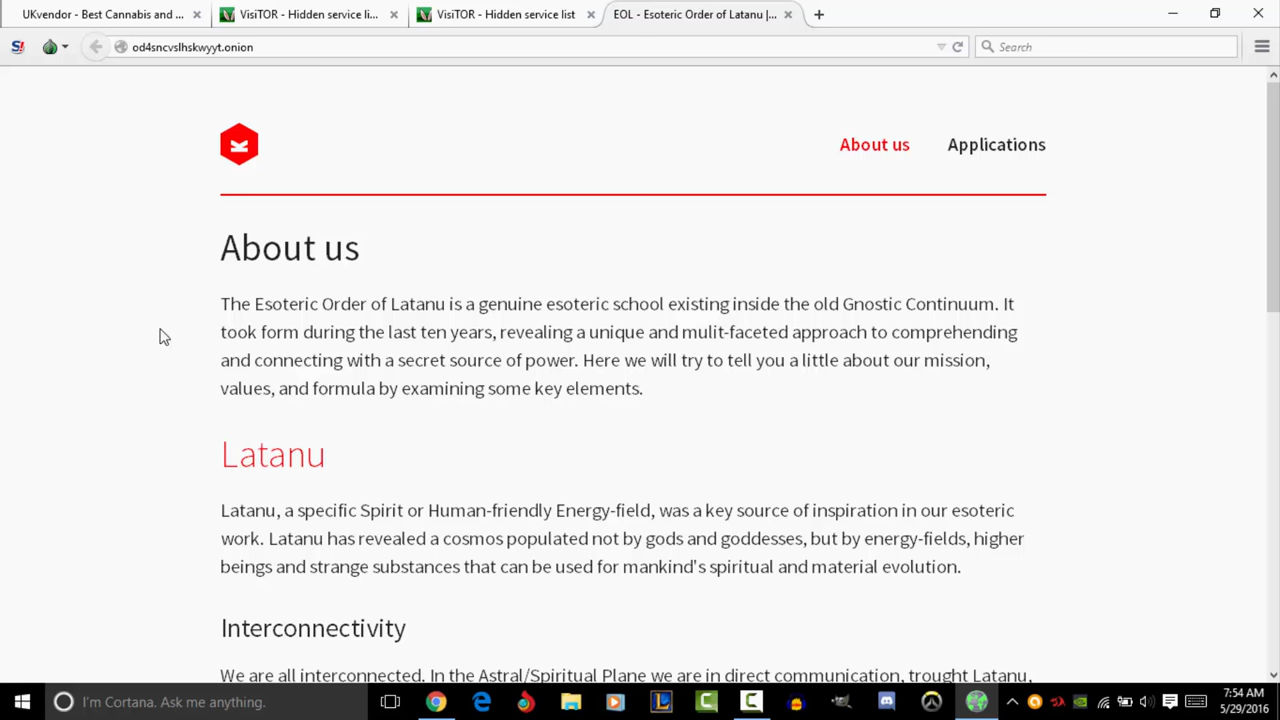 UKvendor - Best Cannabis and ...
VisiTOR - Hidden service li...
VisiTOR - Hidden service list
EOL - Esoteric Order of Latanu |...
S!
od4sncvslhskwyyt.onion
Search
About us
Applications
About us
The Esoteric Order of Latanu is a genuine esoteric school existing inside the old Gnostic Continuum. It
took form during the last ten years, revealing a unique and mulit-faceted approach to comprehending
and connecting with a secret source of power. Here we will try to tell you a little about our mission,
values, and formula by examining some key elements.
Latanu
Latanu, a specific Spirit or Human-friendly Energy-field, was a key source of inspiration in our esoteric
work. Latanu has revealed a cosmos populated not by gods and goddesses, but by energy-fields, higher
beings and strange substances that can be used for mankind's spiritual and material evolution.
Interconnectivity
We are all interconnected. In the Astral/Spiritual Plane we are in direct communication, trought Latanu,
I'm Cortana. Ask me anything.
7:54 AM
5/29/2016